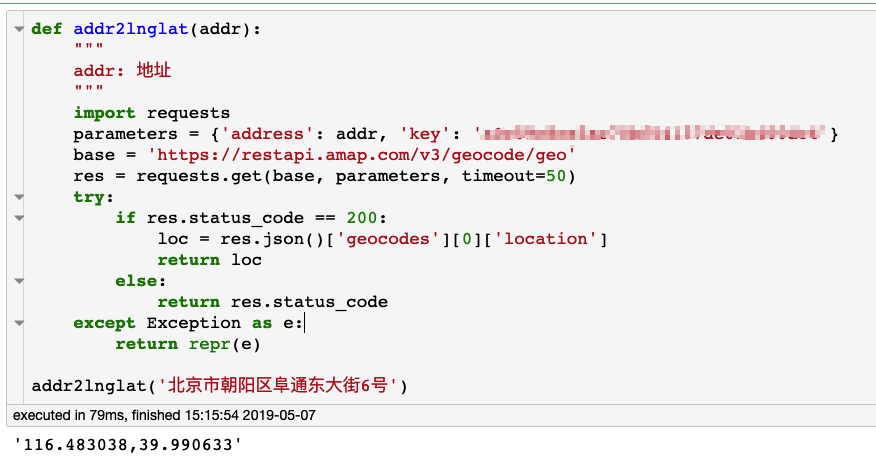 def addr2lnglat(addr):
    """
    addr: 地址
    """
    import requests
    parameters = {'address': addr, 'key': ' '}
    base = 'https://restapi.amap.com/v3/geocode/geo'
    res = requests.get(base, parameters, timeout=50)
    try:
        if res.status_code == 200:
            loc = res.json()['geocodes'][0]['location']
            return loc
        else:
            return res.status_code
    except Exception as e:
        return repr(e)
addr2lnglat('北京市朝阳区阜通东大街6号')
executed in 79ms, finished 15:15:54 2019-05-07
'116.483038,39.990633'